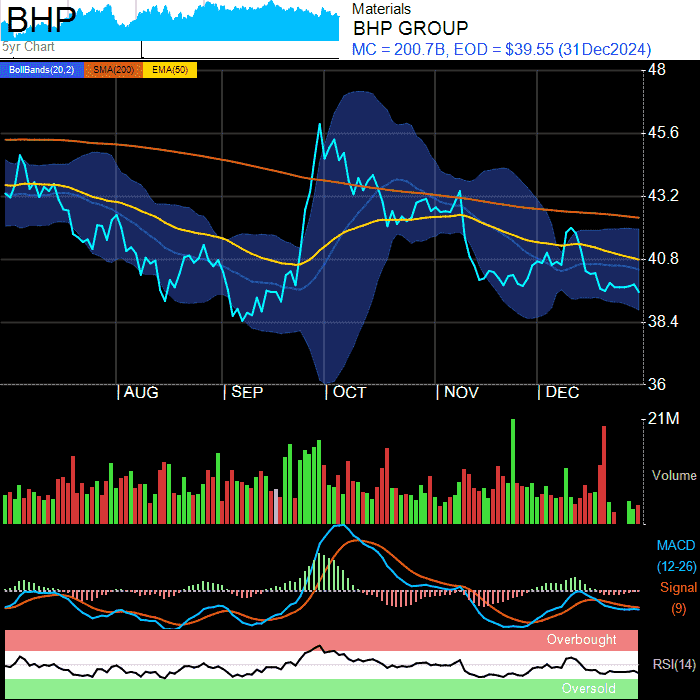 BHP
5yr Chart
Materials
BHP GROUP
MC = 200.7B, EOD = $39.55 (31Dec2024)
BollBands(20,2) SMA(200) EMA(50)
48
45.6
43.2
40.8
38.4
36
AUG SEP OCT NOV DEC
21M
Volume
MACD
(12-26)
Signal
(9)
Overbought
RSI(14)
Oversold